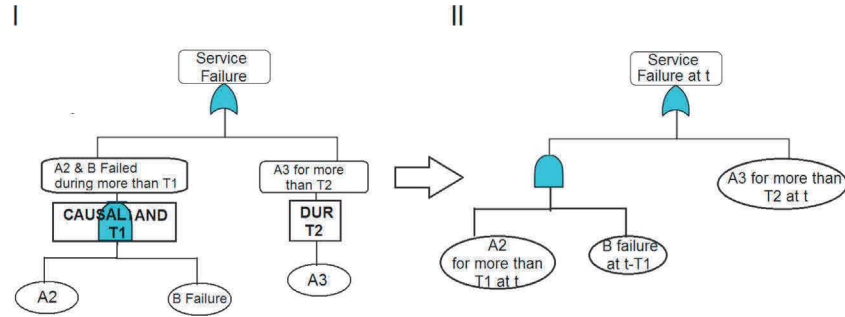 I
Service
Failure
A2 & B Failed
during more than T1
A3 for more
than T2
CAUSAL AND
T1
DUR
T2
A2
B Failure
A3
II
Service
Failure at t
A3 for more than
T2 at t
A2
for more than
T1 at t
B failure
at t-T1